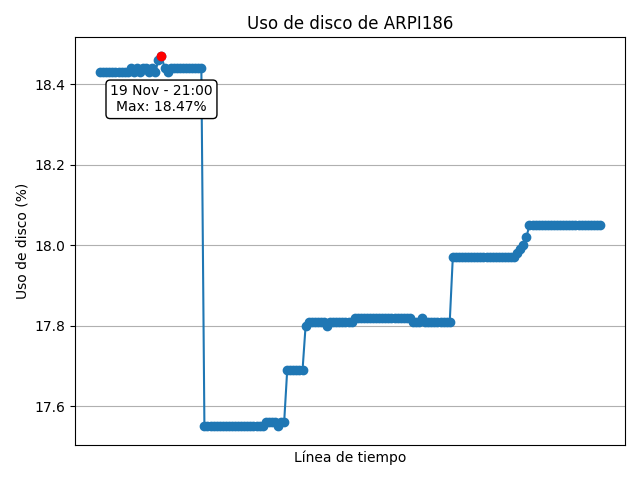 Uso de disco de ARPI186
18.4
19 Nov - 21:00
Max: 18.47%
18.2
18.0
17.8
17.6
Uso de disco (%)
Línea de tiempo